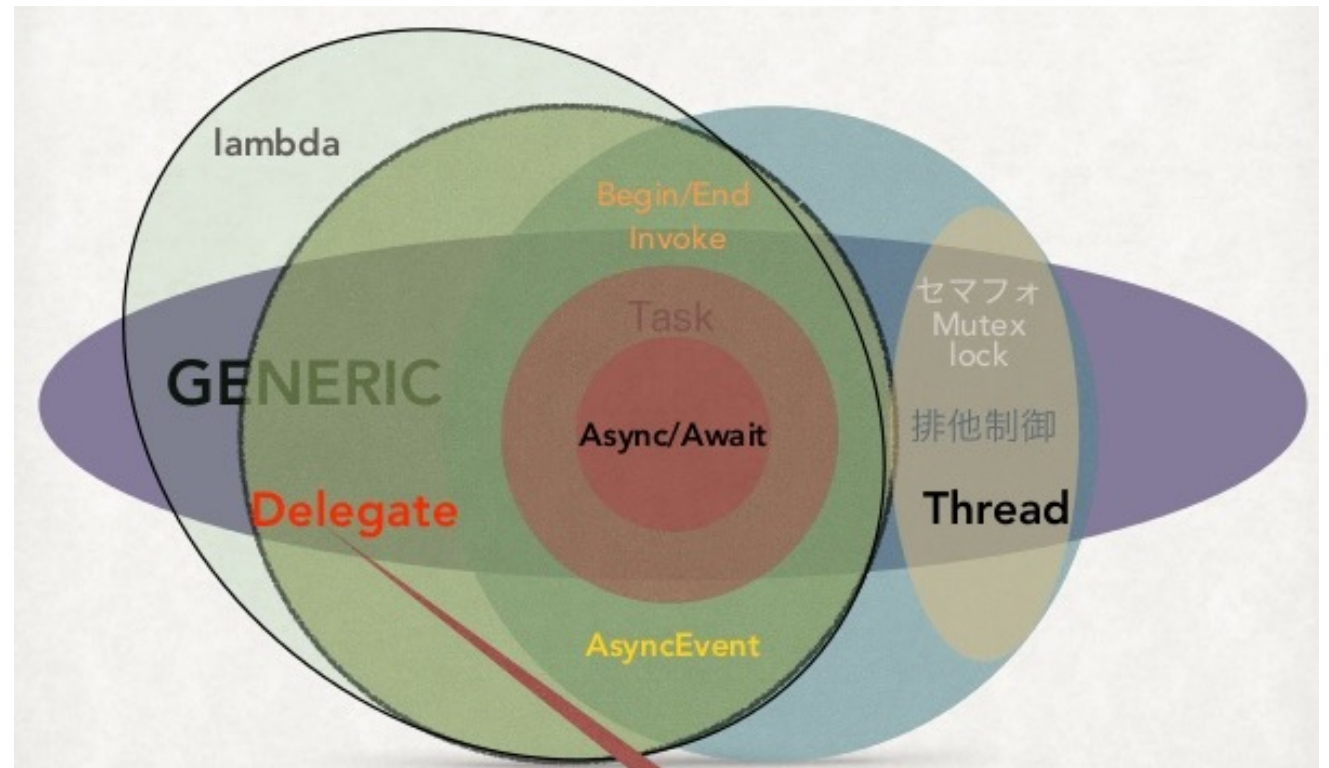 lambda
Begin/End
Invoke
Task
セマフォ
Mutex
lock
GENERIC
排他制御
Async/Await
Delegate
Thread
AsyncEvent